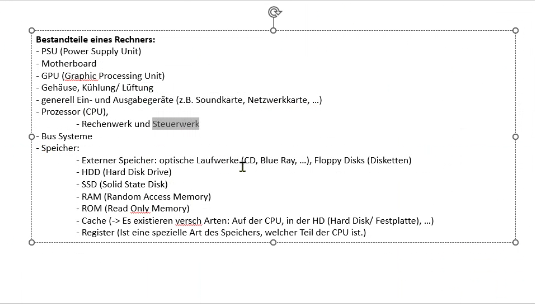 Bestandteile eines Rechners:
- PSU (Power Supply Unit)
- Motherboard
- GPU (Graphic Processing Unit)
- Gehäuse, Kühlung/ Lüftung
- generell Ein- und Ausgabegeräte (z.B. Soundkarte, Netzwerkkarte, ...)
- Prozessor (CPU),
- Rechenwerk und Steuerwerk
- Bus Systeme
- Speicher:
- Externer Speicher: optische Laufwerke (CD, Blue Ray, ...), Floppy Disks (Disketten)
- HDD (Hard Disk Drive)
- SSD (Solid State Disk)
- RAM (Random Access Memory)
- ROM (Read Only Memory)
- Cache (-> Es existieren versch Arten: Auf der CPU, in der HD (Hard Disk/ Festplatte), ...)
- Register (Ist eine spezielle Art des Speichers, welcher Teil der CPU ist.)